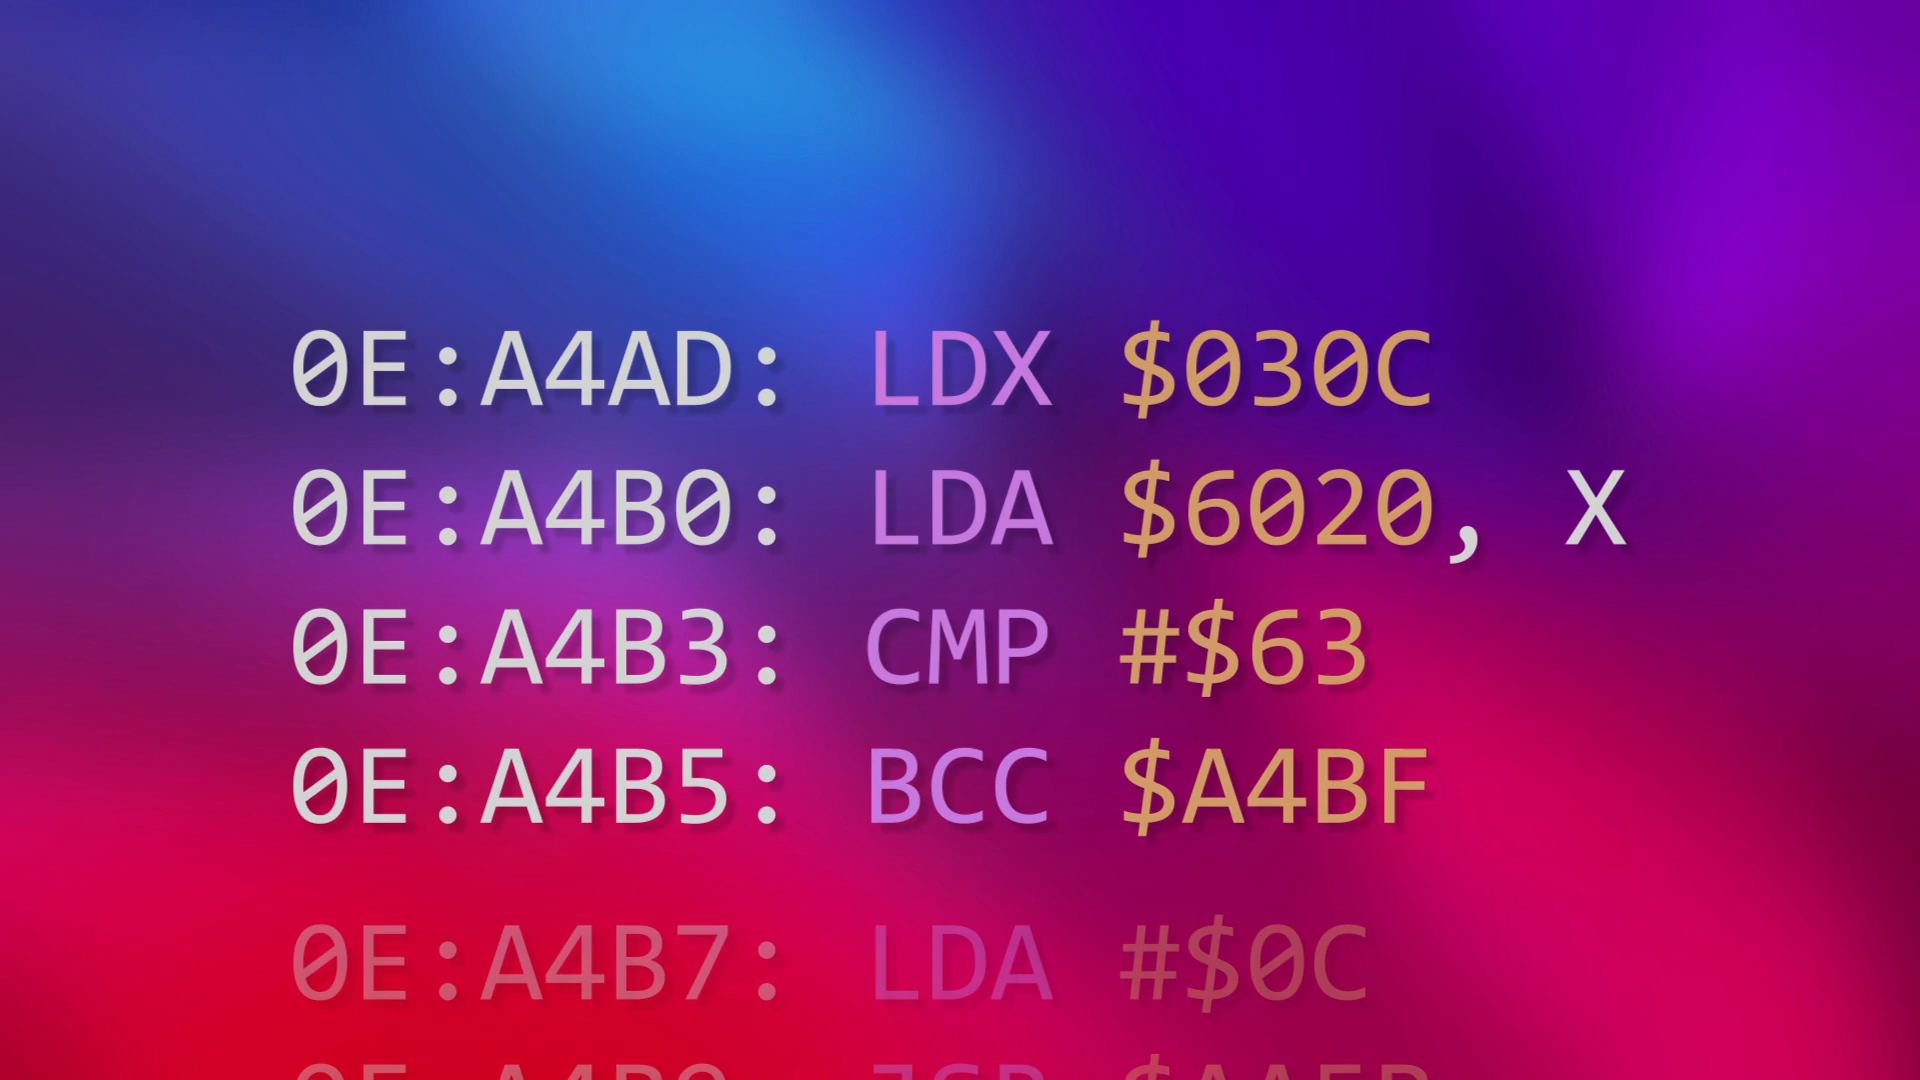 0E:A4AD: LDX $030C
0E:A4B0: LDA $6020, X
0E:A4B3: CMP #$63
0E:A4B5: BCC $A4BF
0E:A4B7: LDA #$0C